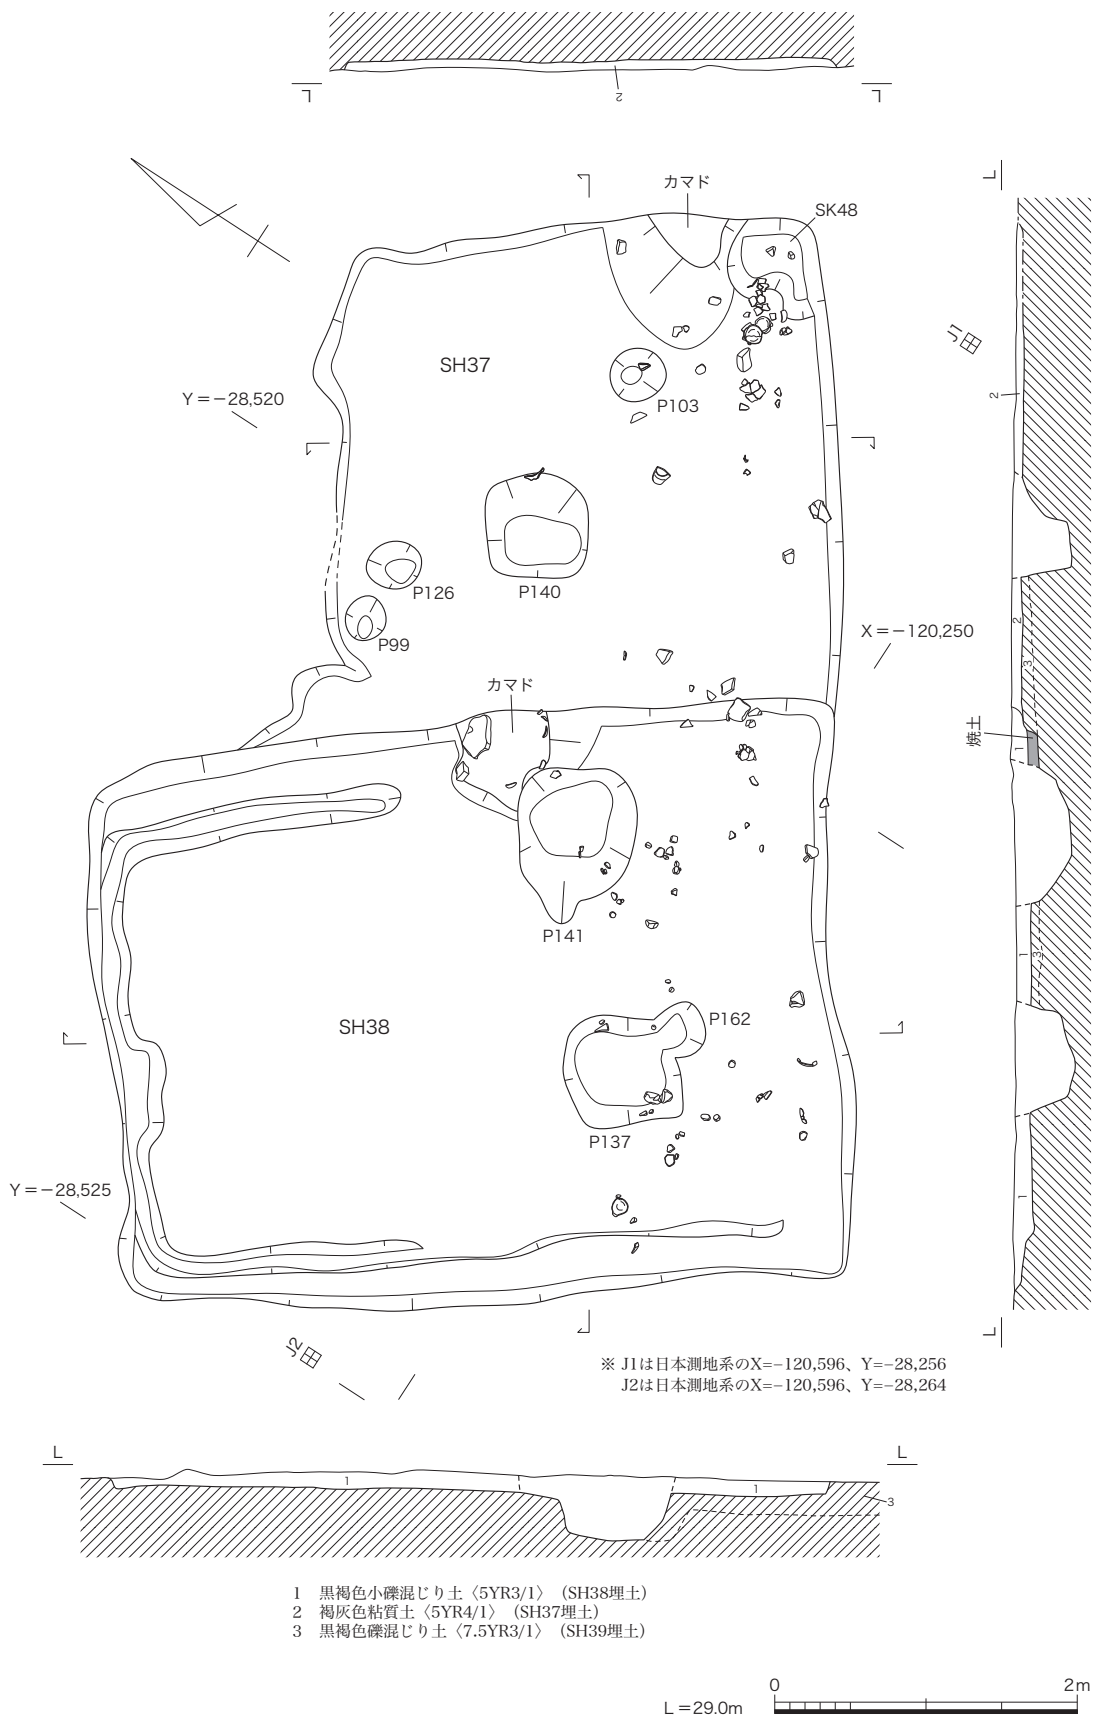 2
L
L
カマド
SK48
L
J1
SH37
Y=−28,520
P103
2
P126
P140
P99
X=−120,250
2
3
カマド
焼土
1
P141
1
3
SH38
P162
P137
Y=−28,525
1
J2
L
※ J1は日本測地系のX=−120,596、Y=−28,256
J2は日本測地系のX=−120,596、Y=−28,264
L
L
1
1
3
1 黒褐色小礫混じり土〈5YR3/1〉(SH38埋土)
2 褐灰色粘質土〈5YR4/1〉(SH37埋土)
3 黒褐色礫混じり土〈7.5YR3/1〉(SH39埋土)
0 2m
L=29.0m